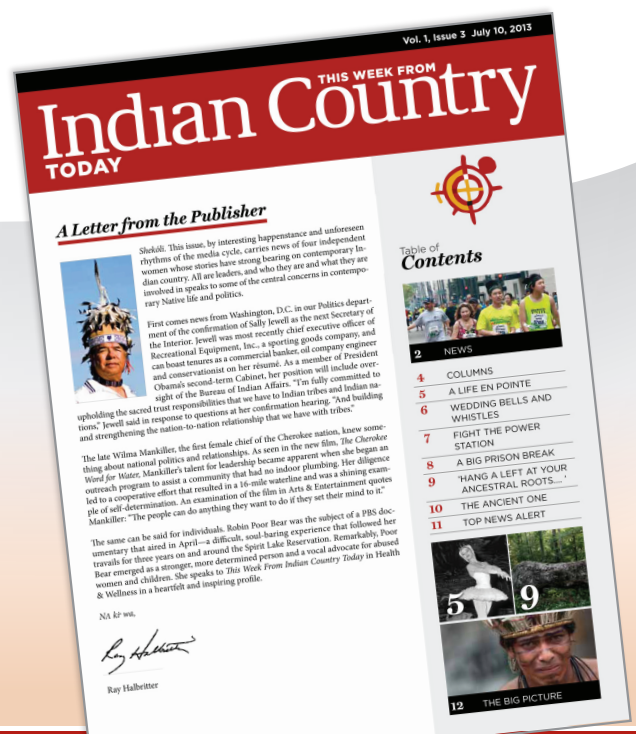 Vol. 1, Issue 3 July 10, 2013
THIS WEEK FROM
Indian Country
TODAY
A Letter from the Publisher
Shekóli. This issue, by interesting happenstance and unforeseen
rhythms of the media cycle, carries news of four independent
women whose stories have strong bearing on contemporary In-
dian country. All are leaders, and who they are and what they are
involved in speaks to some of the central concerns in contempo-
rary Native life and politics.
First comes news from Washington, D.C. in our Politics depart-
ment of the confirmation of Sally Jewell as the next Secretary of
the Interior. Jewell was most recently chief executive officer of
Recreational Equipment, Inc., a sporting goods company, and
can boast tenures as a commercial banker, oil company engineer
and conservationist on her résumé. As a member of President
Obama's second-term Cabinet, her position will include over-
sight of the Bureau of Indian Affairs. "I'm fully committed to
upholding the sacred trust responsibilities that we have to Indian tribes and Indian na-
tions," Jewell said in response to questions at her confirmation hearing. "And building
and strengthening the nation-to-nation relationship that we have with tribes."
The late Wilma Mankiller, the first female chief of the Cherokee nation, knew some-
thing about national politics and relationships. As seen in the new film, The Cherokee
Word for Water, Mankiller's talent for leadership became apparent when she began an
outreach program to assist a community that had no indoor plumbing. Her diligence
led to a cooperative effort that resulted in a 16-mile waterline and was a shining exam-
ple of self-determination. An examination of the film in Arts & Entertainment quotes
Mankiller: "The people can do anything they want to do if they set their mind to it."
The same can be said for individuals. Robin Poor Bear was the subject of a PBS doc-
umentary that aired in April—a difficult, soul-baring experience that followed her
travails for three years on and around the Spirit Lake Reservation. Remarkably, Poor
Bear emerged as a stronger, more determined person and a vocal advocate for abused
women and children. She speaks to This Week From Indian Country Today in Health
& Wellness in a heartfelt and inspiring profile.
NΛ ki wa,
Ray Halbritter
Ray Halbritter
Table of
Contents
2 NEWS
4 COLUMNS
5 A LIFE EN POINTE
6 WEDDING BELLS AND
WHISTLES
7 FIGHT THE POWER
STATION
8 A BIG PRISON BREAK
9 'HANG A LEFT AT YOUR
ANCESTRAL ROOTS.... '
10 THE ANCIENT ONE
11 TOP NEWS ALERT
5
9
12 THE BIG PICTURE